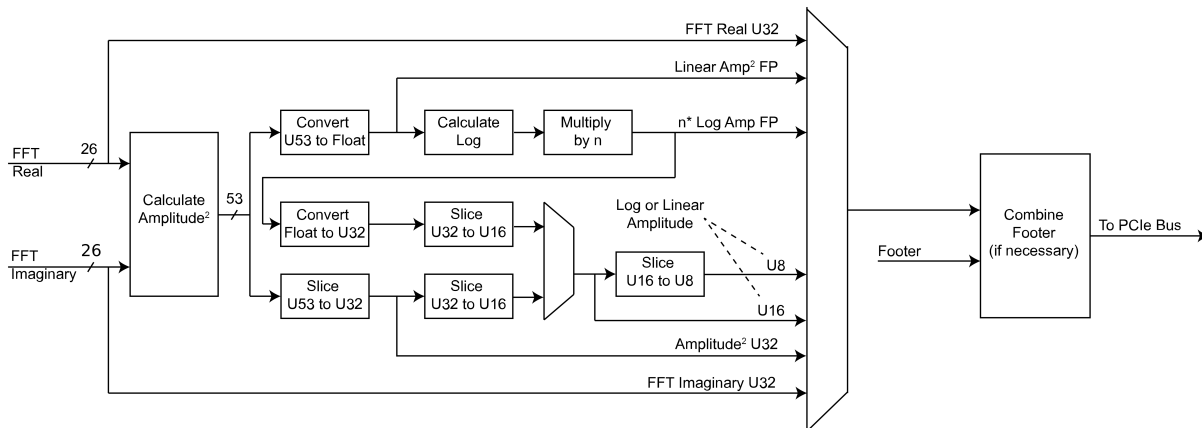 FFT Real U32
Linear Amp² FP
Convert
U53 to Float
Calculate
Log
Multiply
by n
n* Log Amp FP
26
FFT
Real
Calculate
Amplitude²
53
Log or Linear
Amplitude
Convert
Float to U32
Slice
U32 to U16
Combine
Footer
(if necessary)
To PCIe Bus
Footer
26
FFT
Imaginary
Slice
U53 to U32
Slice
U32 to U16
Slice
U16 to U8
U8
U16
Amplitude² U32
FFT Imaginary U32